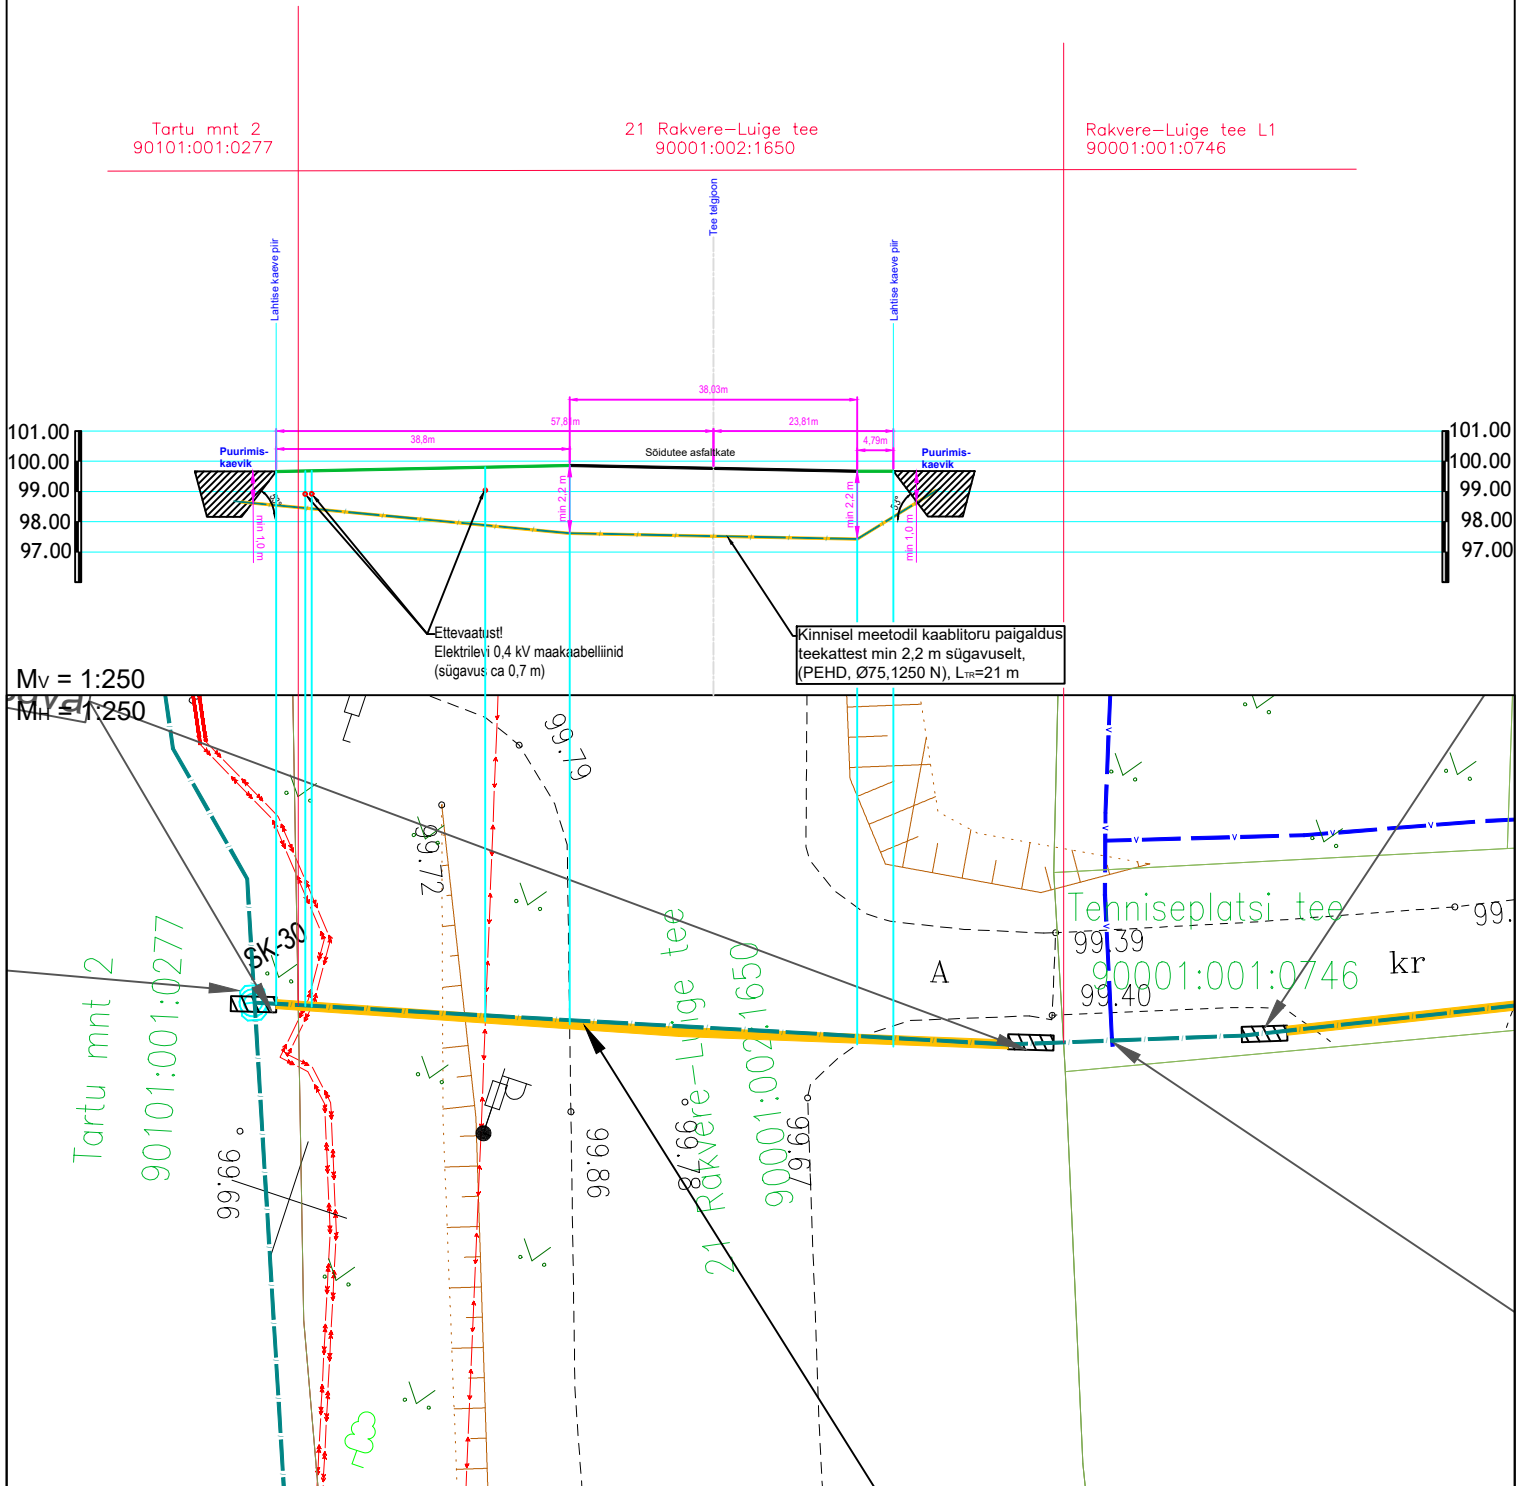 Tartu mnt 2
90101:001:0277
21 Rakvere-Luige tee
90001:002:1650
Rakvere-Luige tee L1
90001:001:0746
Lahtise kaeve piir
Tee telgjoon
Lahtise kaeve piir
38,03m
57,81m
23,81m
38,8m
4,79m
Sõidutee asfaltkate
101.00
100.00
99.00
98.00
97.00
101.00
100.00
99.00
98.00
97.00
Puurimis-
kaevik
Puurimis-
kaevik
min 1,0 m
min 2,2 m
min 2,2 m
min 1,0 m
Ettevaatust!
Elektrilevi 0,4 kV maakaabelliinid
(sügavus ca 0,7 m)
Kinnisel meetodil kaablitoru paigaldus
teekattest min 2,2 m sügavuselt,
(PEHD, Ø75,1250 N), LTR=21 m
Mv = 1:250
MH = 1:250
99.79
99.72
SK-30
Tartu mnt 2
90101:001:0277
99.66
21 Rakvere-Luige tee
90001:002:1650
99.86
99.78
99.67
A
Tenniseplatsi tee
90001:001:0746
99.39
99.40
kr
99.